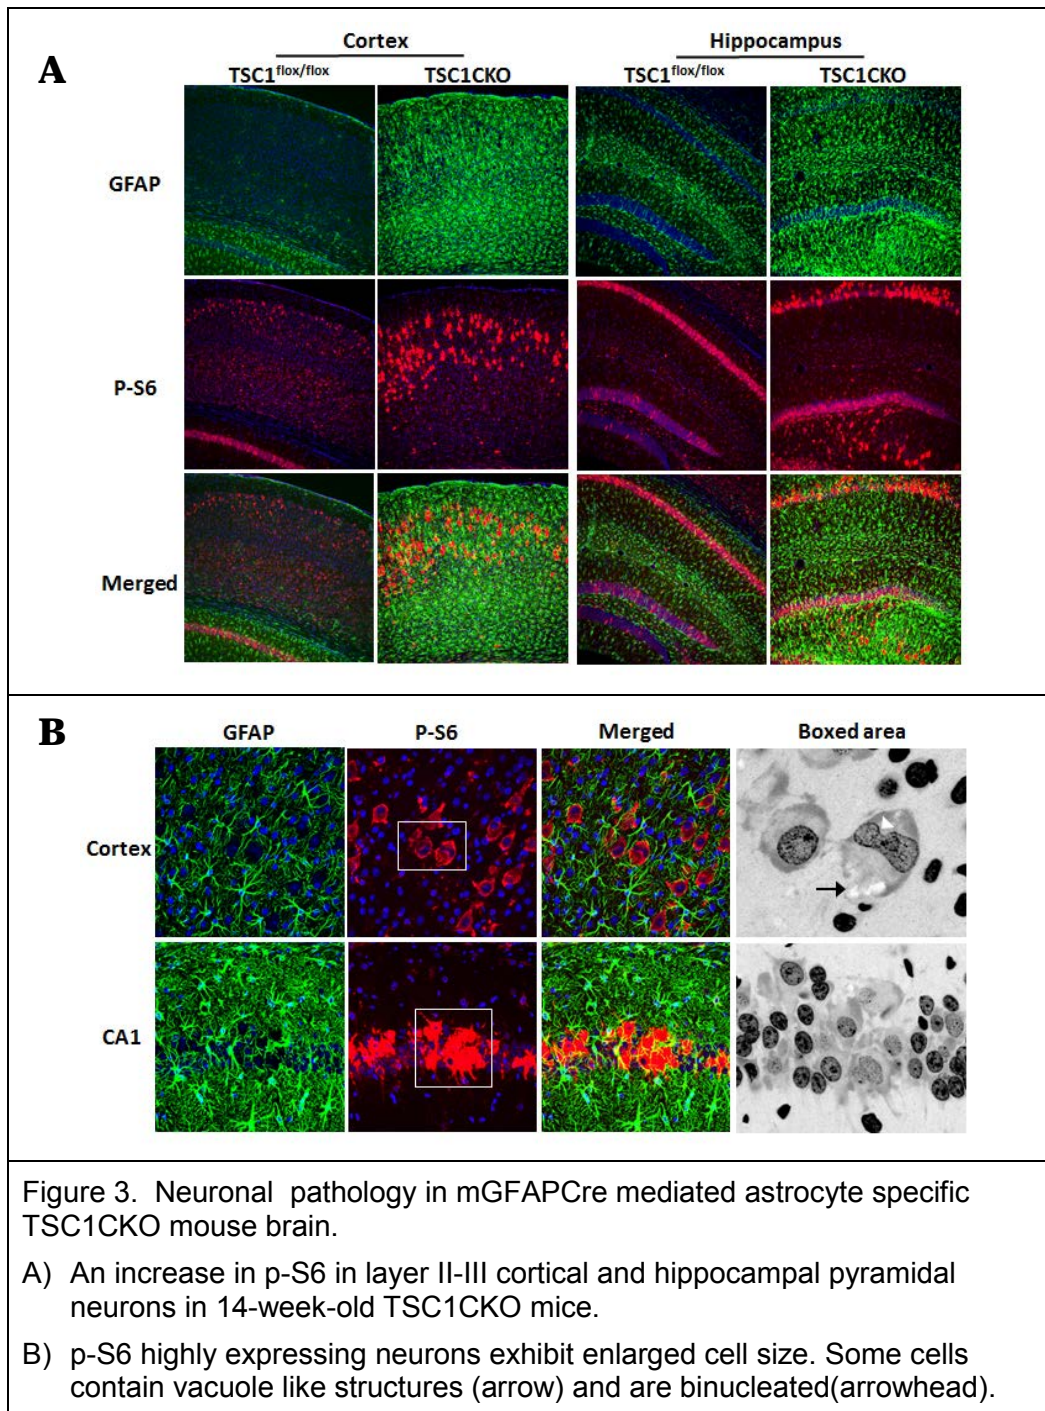 A
Cortex
Hippocampus
TSC1flox/flox
TSC1CKO
TSC1flox/flox
TSC1CKO
GFAP
P-S6
Merged
B
GFAP
P-S6
Merged
Boxed area
Cortex
CA1
Figure 3. Neuronal pathology in mGFAPCre mediated astrocyte specific
TSC1CKO mouse brain.
A) An increase in p-S6 in layer II-III cortical and hippocampal pyramidal
neurons in 14-week-old TSC1CKO mice.
B) p-S6 highly expressing neurons exhibit enlarged cell size. Some cells
contain vacuole like structures (arrow) and are binucleated(arrowhead).